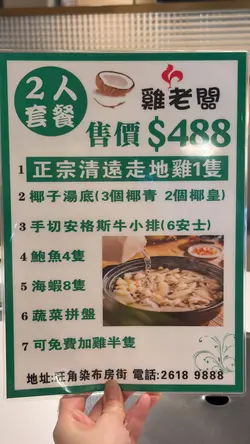 2人
套餐
雞老闆
售價 $488
1 正宗清遠走地雞1隻
2 椰子湯底(3個椰青 2個椰皇)
3 手切安格斯牛小排(6安士)
4 鮑魚4隻
5 海蝦8隻
6 蔬菜拼盤
7 可免費加雞半隻
地址:旺角染布房街 電話:2618 9888